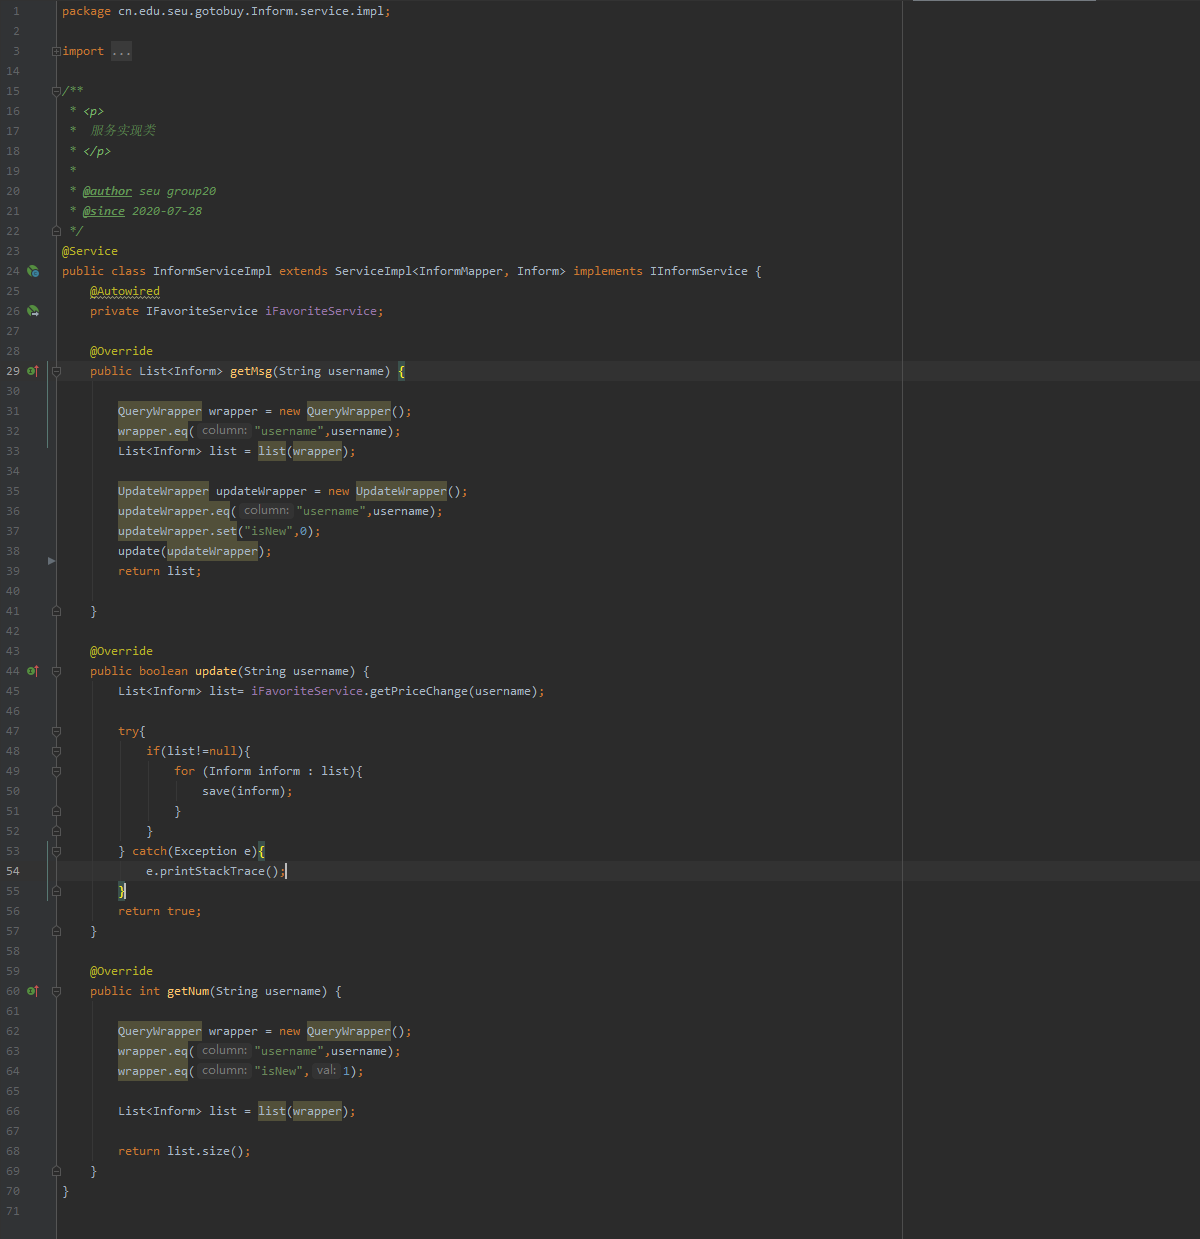 1 package cn.edu.seu.gotobuy.Inform.service.impl;
2
3 import ...
14
15 /**
16 * <p>
17 * 服务实现类
18 * </p>
19 *
20 * @author seu group20
21 * @since 2020-07-28
22 */
23 @Service
24 public class InformServiceImpl extends ServiceImpl<InformMapper, Inform> implements IInformService {
25 @Autowired
26 private IFavoriteService iFavoriteService;
27
28 @Override
29 public List<Inform> getMsg(String username) {
30
31 QueryWrapper wrapper = new QueryWrapper();
32 wrapper.eq( column: "username",username);
33 List<Inform> list = list(wrapper);
34
35 UpdateWrapper updateWrapper = new UpdateWrapper();
36 updateWrapper.eq( column: "username",username);
37 updateWrapper.set("isNew",0);
38 update(updateWrapper);
39 return list;
40
41 }
42
43 @Override
44 public boolean update(String username) {
45 List<Inform> list= iFavoriteService.getPriceChange(username);
46
47 try{
48 if(list!=null){
49 for (Inform inform : list){
50 save(inform);
51 }
52 }
53 } catch(Exception e){
54 e.printStackTrace();
55 }
56 return true;
57 }
58
59 @Override
60 public int getNum(String username) {
61
62 QueryWrapper wrapper = new QueryWrapper();
63 wrapper.eq( column: "username",username);
64 wrapper.eq( column: "isNew", val: 1);
65
66 List<Inform> list = list(wrapper);
67
68 return list.size();
69 }
70 }
71